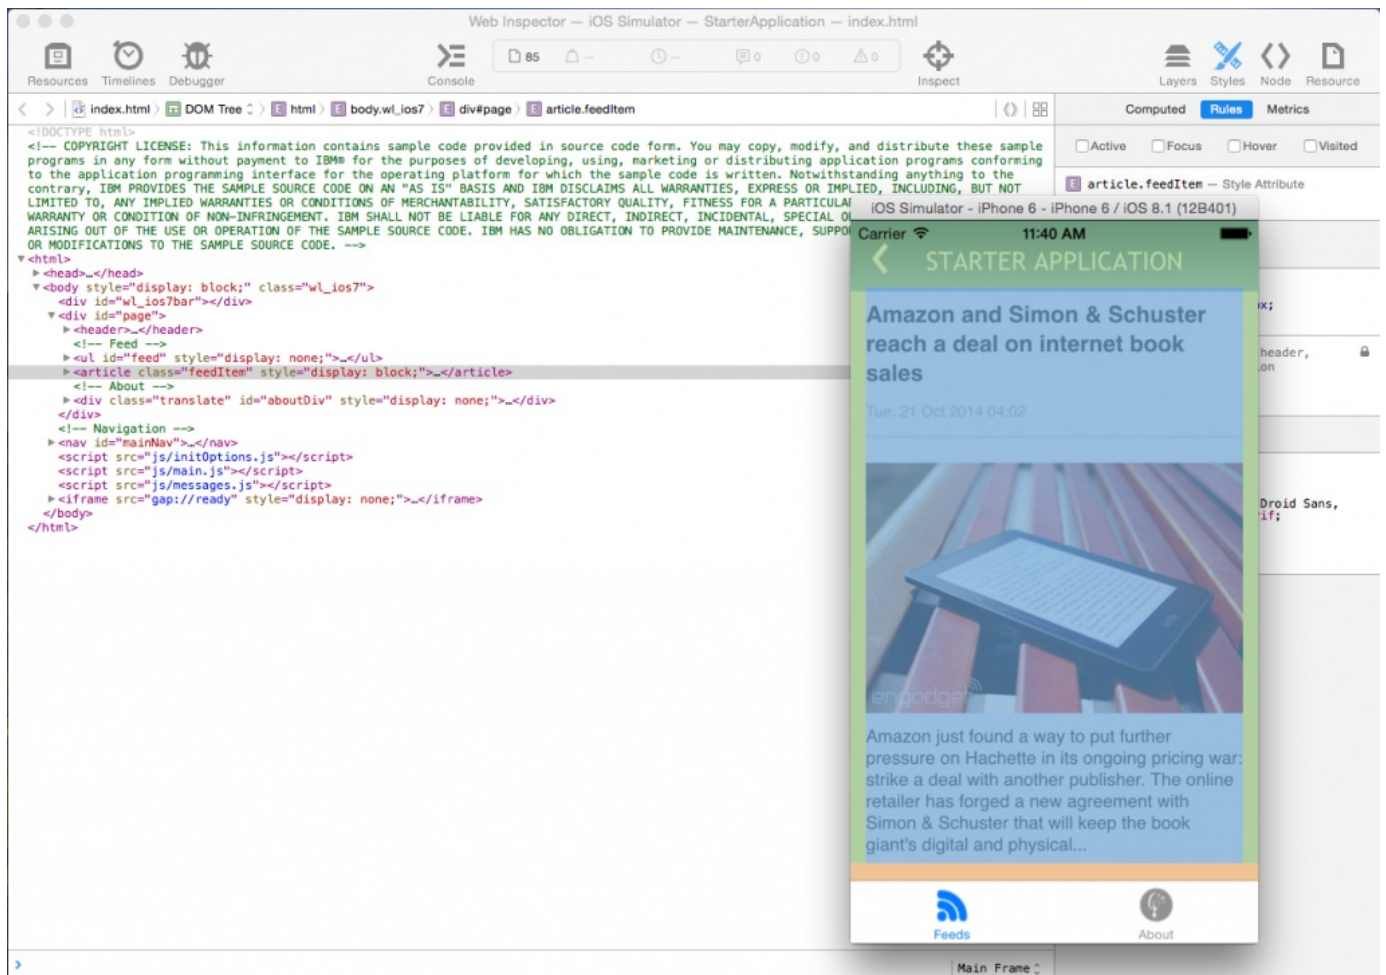 Web Inspector — iOS Simulator — StarterApplication — index.html
Resources Timelines Debugger Console 85 – – 0 0 0 Inspect Layers Styles Node Resource
index.html DOM Tree html body.wl_ios7 div#page article.feedItem Computed Rules Metrics
<!DOCTYPE html>
<!-- COPYRIGHT LICENSE: This information contains sample code provided in source code form. You may copy, modify, and distribute these sample
programs in any form without payment to IBM® for the purposes of developing, using, marketing or distributing application programs conforming
to the application programming interface for the operating platform for which the sample code is written. Notwithstanding anything to the
contrary, IBM PROVIDES THE SAMPLE SOURCE CODE ON AN "AS IS" BASIS AND IBM DISCLAIMS ALL WARRANTIES, EXPRESS OR IMPLIED, INCLUDING, BUT NOT
LIMITED TO, ANY IMPLIED WARRANTIES OR CONDITIONS OF MERCHANTABILITY, SATISFACTORY QUALITY, FITNESS FOR A PARTICULA
WARRANTY OR CONDITION OF NON-INFRINGEMENT. IBM SHALL NOT BE LIABLE FOR ANY DIRECT, INDIRECT, INCIDENTAL, SPECIAL O
ARISING OUT OF THE USE OR OPERATION OF THE SAMPLE SOURCE CODE. IBM HAS NO OBLIGATION TO PROVIDE MAINTENANCE, SUPPO
OR MODIFICATIONS TO THE SAMPLE SOURCE CODE. -->
<html>
<head>…</head>
<body style="display: block;" class="wl_ios7">
<div id="wl_ios7bar"></div>
<div id="page">
<header>…</header>
<!-- Feed -->
<ul id="feed" style="display: none;">…</ul>
<article class="feedItem" style="display: block;">…</article>
<!-- About -->
<div class="translate" id="aboutDiv" style="display: none;">…</div>
</div>
<!-- Navigation -->
<nav id="mainNav">…</nav>
<script src="js/initOptions.js"></script>
<script src="js/main.js"></script>
<script src="js/messages.js"></script>
<iframe src="gap://ready" style="display: none;">…</iframe>
</body>
</html>
Active Focus Hover Visited
article.feedItem — Style Attribute
iOS Simulator - iPhone 6 - iPhone 6 / iOS 8.1 (12B401)
Carrier 11:40 AM
STARTER APPLICATION
Amazon and Simon & Schuster
reach a deal on internet book
sales
Tue, 21 Oct 2014 04:02
engadget
Amazon just found a way to put further
pressure on Hachette in its ongoing pricing war:
strike a deal with another publisher. The online
retailer has forged a new agreement with
Simon & Schuster that will keep the book
giant's digital and physical...
Feeds About
ox;
header,
on
Droid Sans,
if;
Main Frame